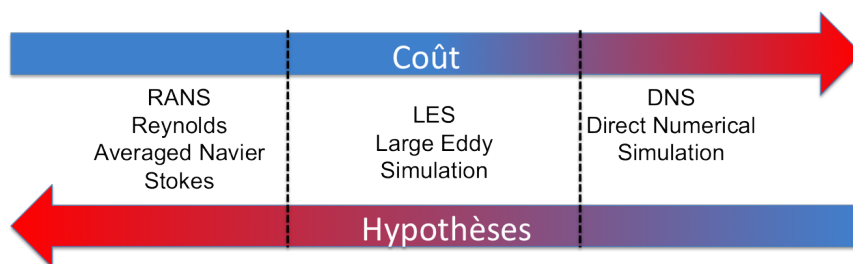 Coût
RANS
Reynolds
Averaged Navier
Stokes
LES
Large Eddy
Simulation
DNS
Direct Numerical
Simulation
Hypothèses